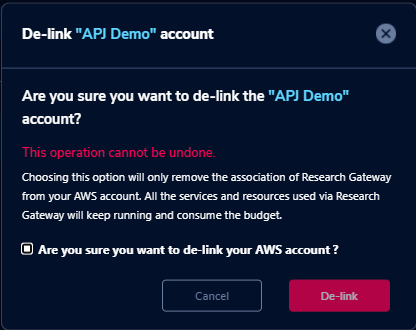 De-link "APJ Demo" account
Are you sure you want to de-link the "APJ Demo"
account?
This operation cannot be undone.
Choosing this option will only remove the association of Research Gateway
from your AWS account. All the services and resources used via Research
Gateway will keep running and consume the budget.
Are you sure you want to de-link your AWS account ?
Cancel
De-link